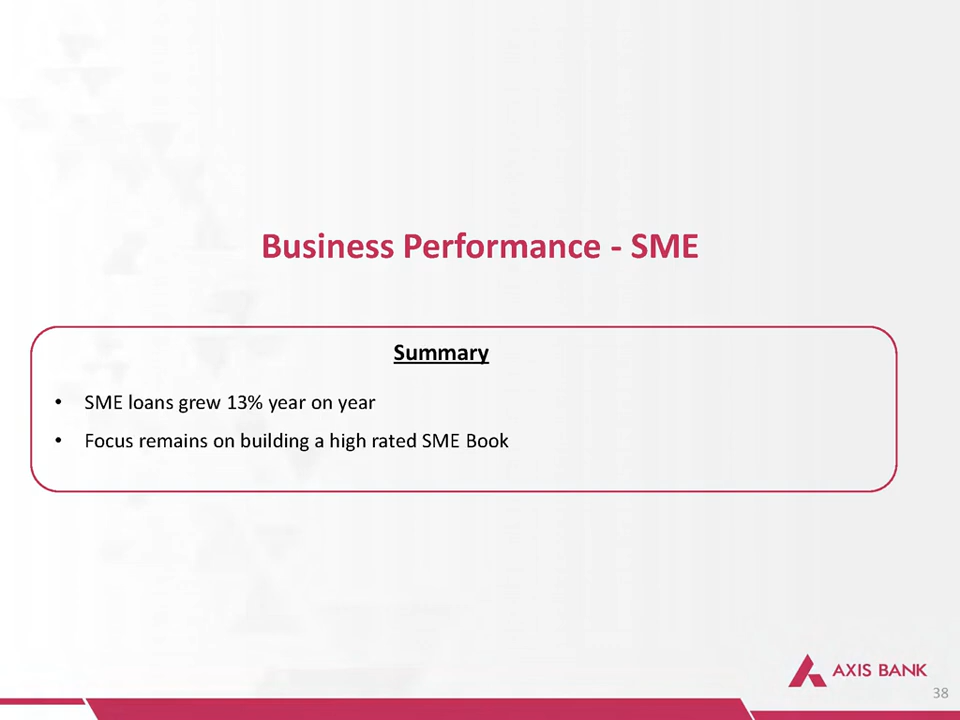 Business Performance - SME
Summary
• SME loans grew 13% year on year
• Focus remains on building a high rated SME Book
AXIS BANK
38